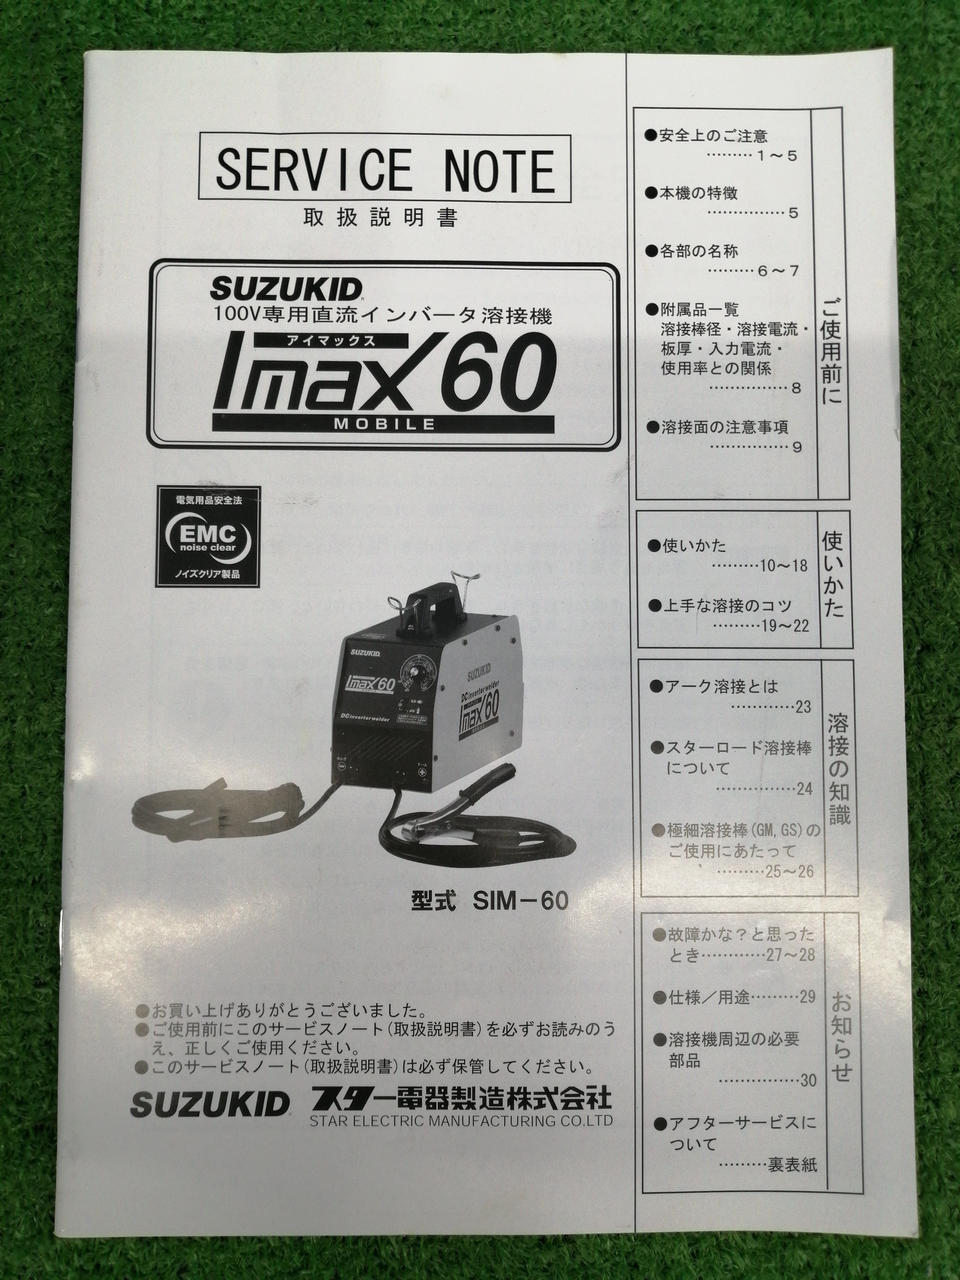 SERVICE NOTE
取扱説明書
SUZUKID
100V専用直流インバータ溶接機
アイマックス
Imax60
MOBILE
電気用品安全法
EMC
noise clear
ノイズクリア製品
SUZUKID
Imax60
DC inverter welder
SUZUKID
DC inverter welder
Imax60
型式 SIM-60
●お買い上げありがとうございました。
●ご使用前にこのサービスノート(取扱説明書)を必ずお読みのう
え、正しくご使用ください。
●このサービスノート(取扱説明書)は必ず保管してください。
SUZUKID スター電器製造株式会社
STAR ELECTRIC MANUFACTURING CO.LTD
ご使用前に
●安全上のご注意
………1～5
●本機の特徴
……………5
●各部の名称
………6～7
●附属品一覧
溶接棒径・溶接電流・
板厚・入力電流・
使用率との関係
……………8
●溶接面の注意事項
……………9
使いかた
●使いかた
………10～18
●上手な溶接のコツ
………19～22
溶接の知識
●アーク溶接とは
…………23
●スターロード溶接棒
について
……………24
●極細溶接棒(GM,GS)の
ご使用にあたって
………25～26
お知らせ
●故障かな？と思った
とき…………27～28
●仕様／用途………29
●溶接機周辺の必要
部品
……………30
●アフターサービスに
ついて
………裏表紙